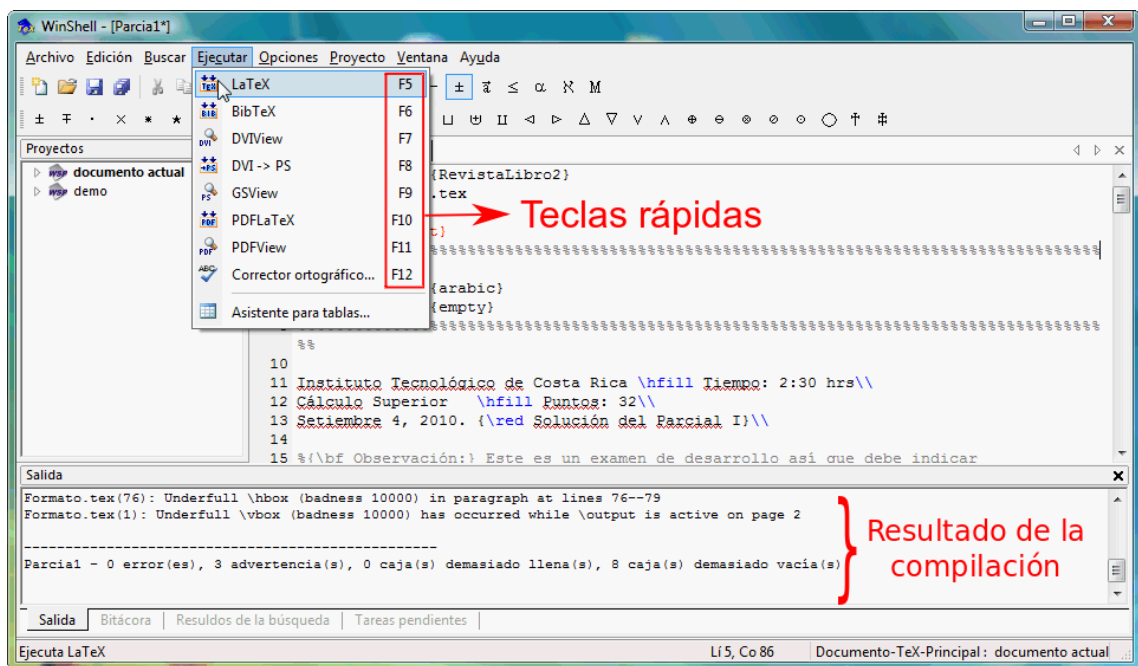 WinShell - [Parcia1*]
Archivo Edición Buscar Ejecutar Opciones Proyecto Ventana Ayuda
LaTeX F5
BibTeX F6
DVIView F7
DVI -> PS F8
GSView F9
PDFLaTeX F10
PDFView F11
Corrector ortográfico... F12
Asistente para tablas...
Teclas rápidas
Proyectos
documento actual
demo
{RevistaLibro2}
.tex
t}
%%%%%%%%%%%%%%%%%%%%%%%%%%%%%%%%%%%%%%%%%%%%%%%%%%%%%%%%%%%%%%%%%%%%%%%%%%%
{arabic}
{empty}
%%%%%%%%%%%%%%%%%%%%%%%%%%%%%%%%%%%%%%%%%%%%%%%%%%%%%%%%%%%%%%%%%%%%%%%%%%%
%%
10
11 Instituto Tecnológico de Costa Rica \hfill Tiempo: 2:30 hrs\\
12 Cálculo Superior \hfill Puntos: 32\\
13 Setiembre 4, 2010. {\red Solución del Parcial I}\\
14
15 %{\bf Observación:} Este es un examen de desarrollo así que debe indicar
Salida
Formato.tex(76): Underfull \hbox (badness 10000) in paragraph at lines 76--79
Formato.tex(1): Underfull \vbox (badness 10000) has occurred while \output is active on page 2
--------------------------------------------------
Parcia1 - 0 error(es), 3 advertencia(s), 0 caja(s) demasiado llena(s), 8 caja(s) demasiado vacía(s)
Resultado de la
compilación
Salida Bitácora Resuldos de la búsqueda Tareas pendientes
Ejecuta LaTeX Lí 5, Co 86 Documento-TeX-Principal : documento actual